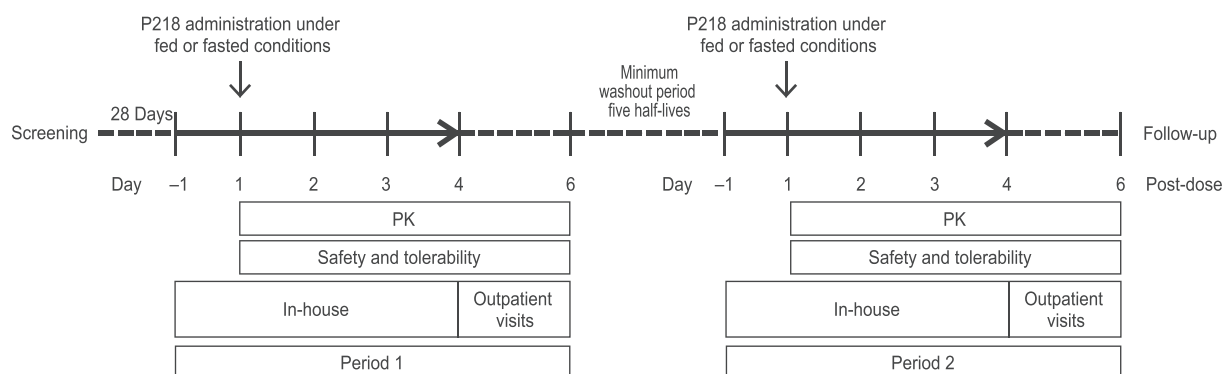 P218 administration under
fed or fasted conditions
P218 administration under
fed or fasted conditions
Minimum
washout period
five half-lives
28 Days
Screening
Follow-up
Day –1 1 2 3 4 6 Day –1 1 2 3 4 6 Post-dose
PK PK
Safety and tolerability Safety and tolerability
In-house
Outpatient
visits
In-house
Outpatient
visits
Period 1 Period 2